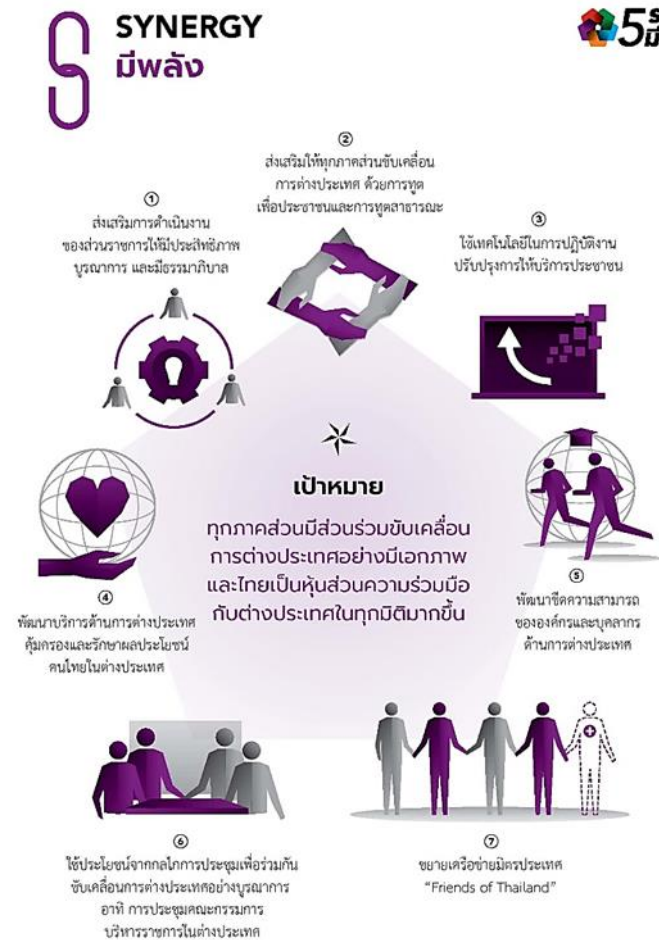 SYNERGY
มีพลัง
5
②
ส่งเสริมให้ทุกภาคส่วนขับเคลื่อน
การต่างประเทศ ด้วยการทูต
เพื่อประชาชนและการทูตสาธารณะ
①
ส่งเสริมการดำเนินงาน
ของส่วนราชการให้มีประสิทธิภาพ
บูรณาการ และมีธรรมาภิบาล
③
ใช้เทคโนโลยีในการปฏิบัติงาน
ปรับปรุงการให้บริการประชาชน
เป้าหมาย
ทุกภาคส่วนมีส่วนร่วมขับเคลื่อน
การต่างประเทศอย่างมีเอกภาพ
และไทยเป็นหุ้นส่วนความร่วมมือ
กับต่างประเทศในทุกมิติมากขึ้น
④
พัฒนาบริการด้านการต่างประเทศ
คุ้มครองและรักษาผลประโยชน์
คนไทยในต่างประเทศ
⑤
พัฒนาขีดความสามารถ
ขององค์กรและบุคลากร
ด้านการต่างประเทศ
⑥
ใช้ประโยชน์จากกลไกการประชุมเพื่อร่วมกัน
ขับเคลื่อนการต่างประเทศอย่างบูรณาการ
อาทิ การประชุมคณะกรรมการ
บริหารราชการในต่างประเทศ
⑦
ขยายเครือข่ายมิตรประเทศ
"Friends of Thailand"